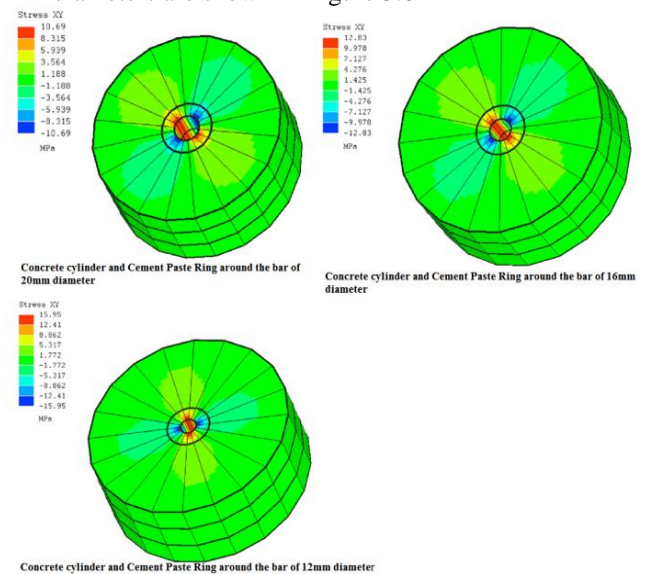 Stress XY
10.69
8.315
5.939
3.564
1.188
-1.188
-3.564
-5.939
-8.315
-10.69
MPa
Stress XY
12.83
9.978
7.127
4.276
1.425
-1.425
-4.276
-7.127
-9.978
-12.83
MPa
Concrete cylinder and Cement Paste Ring around the bar of
20mm diameter
Concrete cylinder and Cement Paste Ring around the bar of 16mm
diameter
Stress XY
15.95
12.41
8.862
5.317
1.772
-1.772
-5.317
-8.862
-12.41
-15.95
MPa
Concrete cylinder and Cement Paste Ring around the bar of 12mm diameter